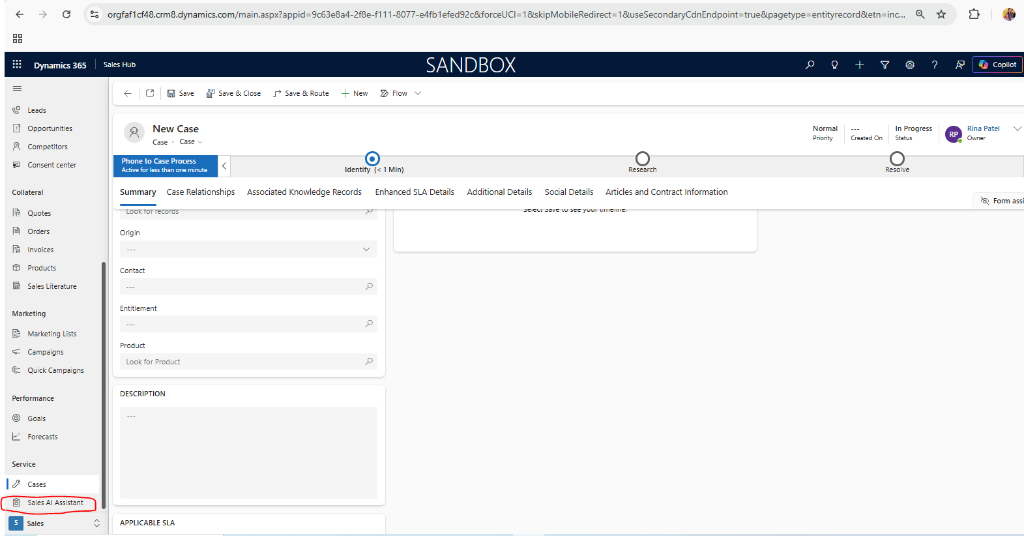 orgfaf1cf48.crm8.dynamics.com/main.aspx?appid=9c63e8a4-2f8e-f111-8077-e4fb1efed92c&forceUCI=1&skipMobileRedirect=1&useSecondaryCdnEndpoint=true&pagetype=entityrecord&etn=inc...
Dynamics 365 Sales Hub SANDBOX Copilot
Save Save & Close Save & Route New Flow
New Case
Case · Case
Normal
Priority
---
Created On
In Progress
Status
RP
Rina Patel
Owner
Phone to Case Process
Active for less than one minute
Identify (< 1 Min)
Research
Resolve
Summary Case Relationships Associated Knowledge Records Enhanced SLA Details Additional Details Social Details Articles and Contract Information
Form assi
Look for records
Select Save to see your timeline.
Origin
---
Contact
---
Entitlement
---
Product
Look for Product
DESCRIPTION
---
APPLICABLE SLA
Leads
Opportunities
Competitors
Consent center
Collateral
Quotes
Orders
Invoices
Products
Sales Literature
Marketing
Marketing Lists
Campaigns
Quick Campaigns
Performance
Goals
Forecasts
Service
Cases
Sales AI Assistant
S Sales